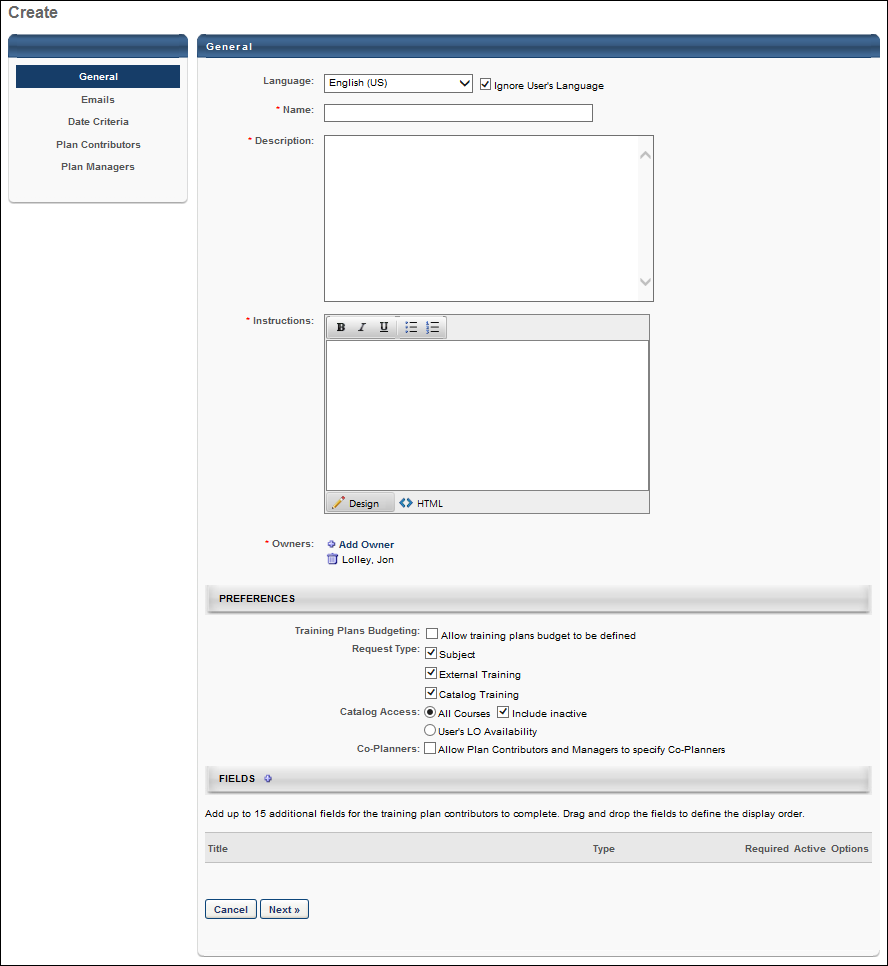 Create
General
Emails
Date Criteria
Plan Contributors
Plan Managers
General
Language: English (US) Ignore User's Language
* Name:
* Description:
* Instructions: B I U
Design HTML
* Owners: Add Owner
Lolley, Jon
PREFERENCES
Training Plans Budgeting: Allow training plans budget to be defined
Request Type: Subject
External Training
Catalog Training
Catalog Access: All Courses Include inactive
User's LO Availability
Co-Planners: Allow Plan Contributors and Managers to specify Co-Planners
FIELDS
Add up to 15 additional fields for the training plan contributors to complete. Drag and drop the fields to define the display order.
Title Type Required Active Options
Cancel Next »